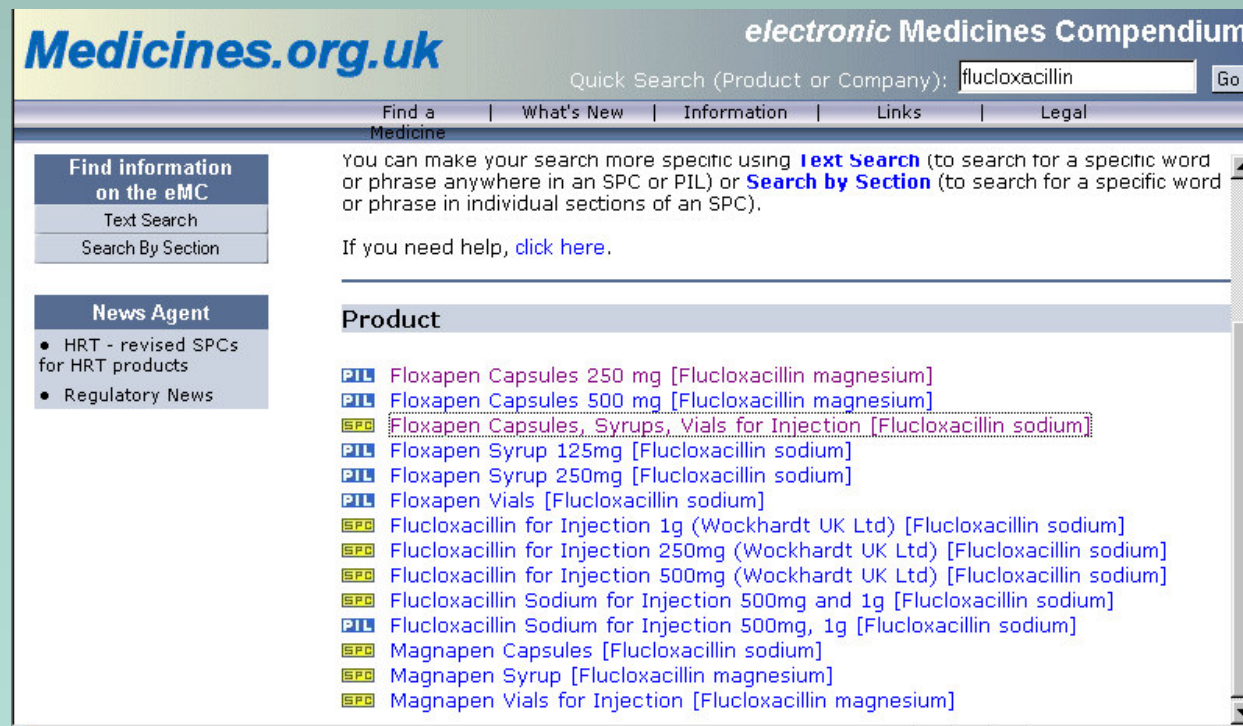 Medicines.org.uk
electronic Medicines Compendium
Quick Search (Product or Company): flucloxacillin Go
Find a Medicine | What's New | Information | Links | Legal
Find information
on the eMC
Text Search
Search By Section
News Agent
• HRT - revised SPCs
for HRT products
• Regulatory News
You can make your search more specific using Text Search (to search for a specific word
or phrase anywhere in an SPC or PIL) or Search by Section (to search for a specific word
or phrase in individual sections of an SPC).
If you need help, click here.
Product
PIL Floxapen Capsules 250 mg [Flucloxacillin magnesium]
PIL Floxapen Capsules 500 mg [Flucloxacillin magnesium]
SPC Floxapen Capsules, Syrups, Vials for Injection [Flucloxacillin sodium]
PIL Floxapen Syrup 125mg [Flucloxacillin sodium]
PIL Floxapen Syrup 250mg [Flucloxacillin sodium]
PIL Floxapen Vials [Flucloxacillin sodium]
SPC Flucloxacillin for Injection 1g (Wockhardt UK Ltd) [Flucloxacillin sodium]
SPC Flucloxacillin for Injection 250mg (Wockhardt UK Ltd) [Flucloxacillin sodium]
SPC Flucloxacillin for Injection 500mg (Wockhardt UK Ltd) [Flucloxacillin sodium]
SPC Flucloxacillin Sodium for Injection 500mg and 1g [Flucloxacillin sodium]
PIL Flucloxacillin Sodium for Injection 500mg, 1g [Flucloxacillin sodium]
SPC Magnapen Capsules [Flucloxacillin sodium]
SPC Magnapen Syrup [Flucloxacillin magnesium]
SPC Magnapen Vials for Injection [Flucloxacillin magnesium]